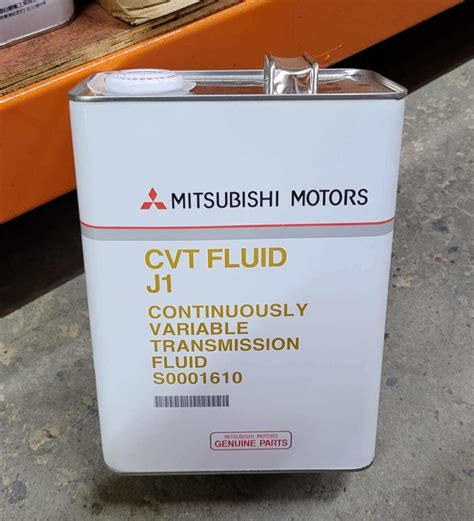 MITSUBISHI MOTORS
CVT FLUID
J1
CONTINUOUSLY
VARIABLE
TRANSMISSION
FLUID
S0001610
MITSUBISHI MOTORS
GENUINE PARTS